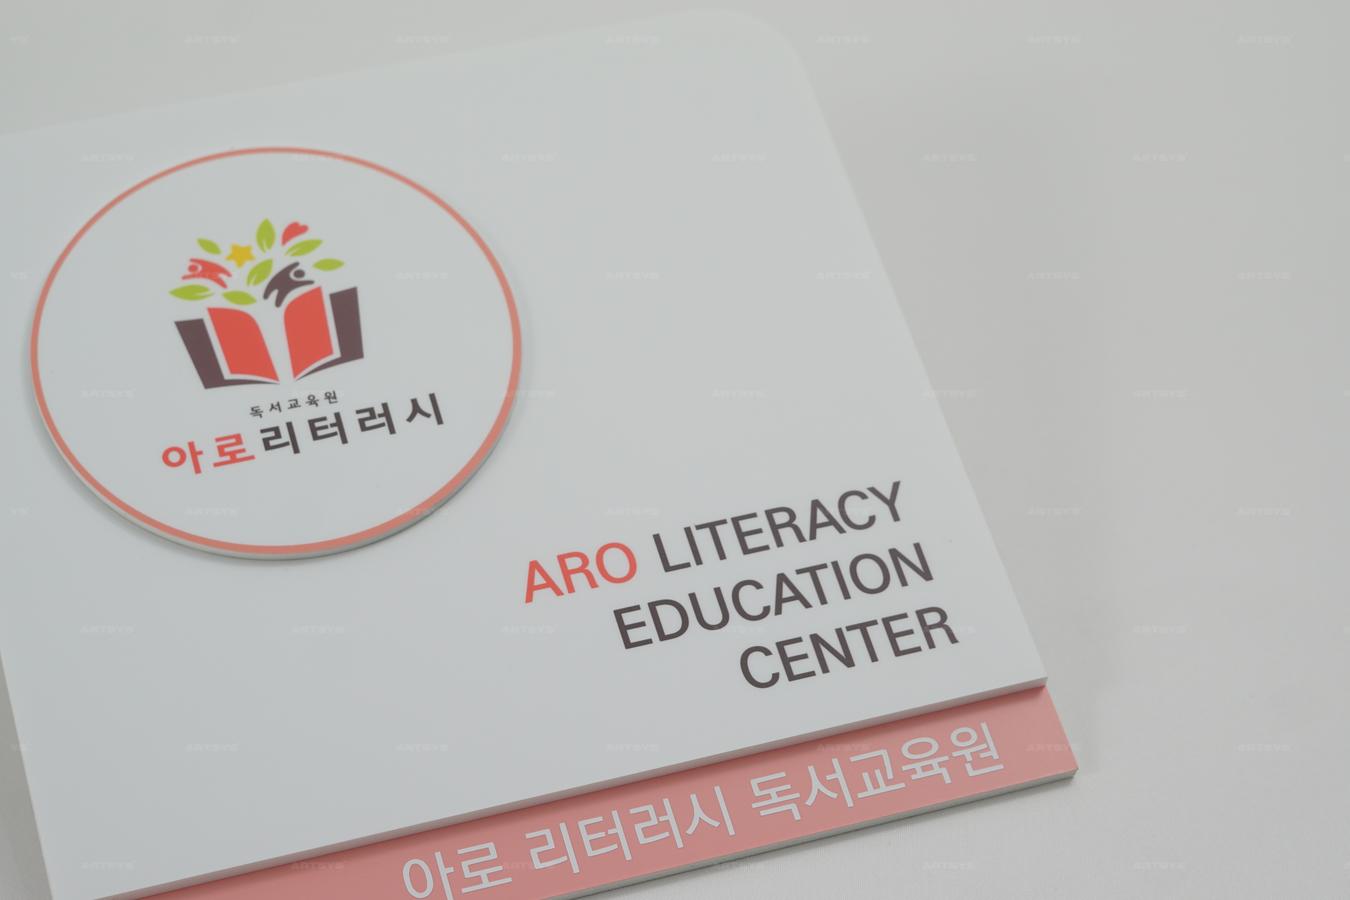 독서교육원
아로리터러시
ARO LITERACY
EDUCATION
CENTER
아로 리터러시 독서교육원
ARTSYS